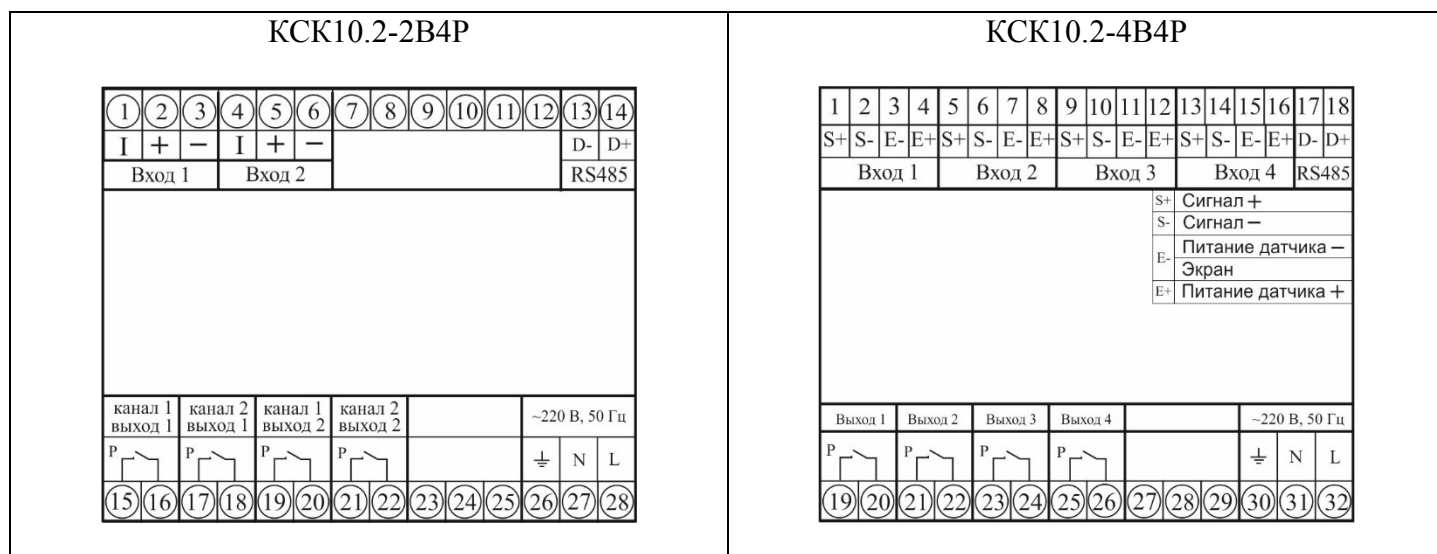 КСК10.2-2В4Р
1 2 3 4 5 6 7 8 9 10 11 12 13 14
I + − I + − D- D+
Вход 1 Вход 2 RS485
канал 1 канал 2 канал 1 канал 2
выход 1 выход 1 выход 2 выход 2
~220 В, 50 Гц
Р Р Р Р N L
15 16 17 18 19 20 21 22 23 24 25 26 27 28
КСК10.2-4В4Р
1 2 3 4 5 6 7 8 9 10 11 12 13 14 15 16 17 18
S+ S- E- E+ S+ S- E- E+ S+ S- E- E+ S+ S- E- E+ D- D+
Вход 1 Вход 2 Вход 3 Вход 4 RS485
S+ Сигнал +
S- Сигнал −
E- Питание датчика −
Экран
E+ Питание датчика +
Выход 1 Выход 2 Выход 3 Выход 4 ~220 В, 50 Гц
Р Р Р Р N L
19 20 21 22 23 24 25 26 27 28 29 30 31 32